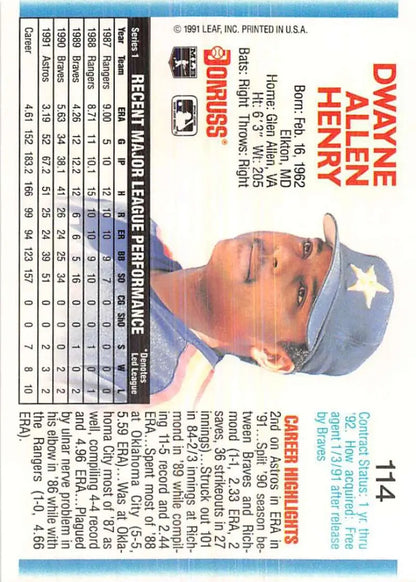 DWAYNE
ALLEN
HENRY
114
Born: Feb. 16, 1962
Elkton, MD
Home: Glen Allen, VA
Ht: 6'3" Wt: 205
Bats: Right Throws: Right
DONRUSS
© 1991 LEAF, INC. PRINTED IN U.S.A.
Contract Status: 1 yr. thru
'92. How acquired: Free
agent 1/3/91 after release
by Braves
CAREER HIGHLIGHTS
2nd on Astros in ERA in
'91...Split '90 season be-
tween Braves and Rich-
mond (1-1, 2.33 ERA, 2
saves, 36 strikeouts in 27
innings)...Struck out 101
in 84-2/3 innings at Rich-
mond in '89 while compil-
ing 11-5 record and 2.44
ERA...Spent most of '88
at Oklahoma City (5-5,
5.59 ERA)...Was at Okla-
homa City most of '87 as
well, compiling 4-4 record
and 4.96 ERA...Plagued
by ulnar nerve problem in
his elbow in '86 while with
the Rangers (1-0, 4.66
ERA).
Series 1 RECENT MAJOR LEAGUE PERFORMANCE *Denotes Led League
Year Team ERA G IP H R ER BB SO CG ShO S W L
1987 Rangers 9.00 5 10 12 10 10 9 7 0 0 0 0 0
1988 Rangers 8.71 11 10.1 15 10 10 9 10 0 0 1 0 1
1989 Braves 4.26 12 12.2 12 6 6 5 16 0 0 1 0 2
1990 Braves 5.63 34 38.1 41 26 24 25 34 0 0 0 2 2
1991 Astros 3.19 52 67.2 51 25 24 39 51 0 0 2 3 2
Career 4.61 152 183.2 166 99 94 123 157 0 0 7 8 10